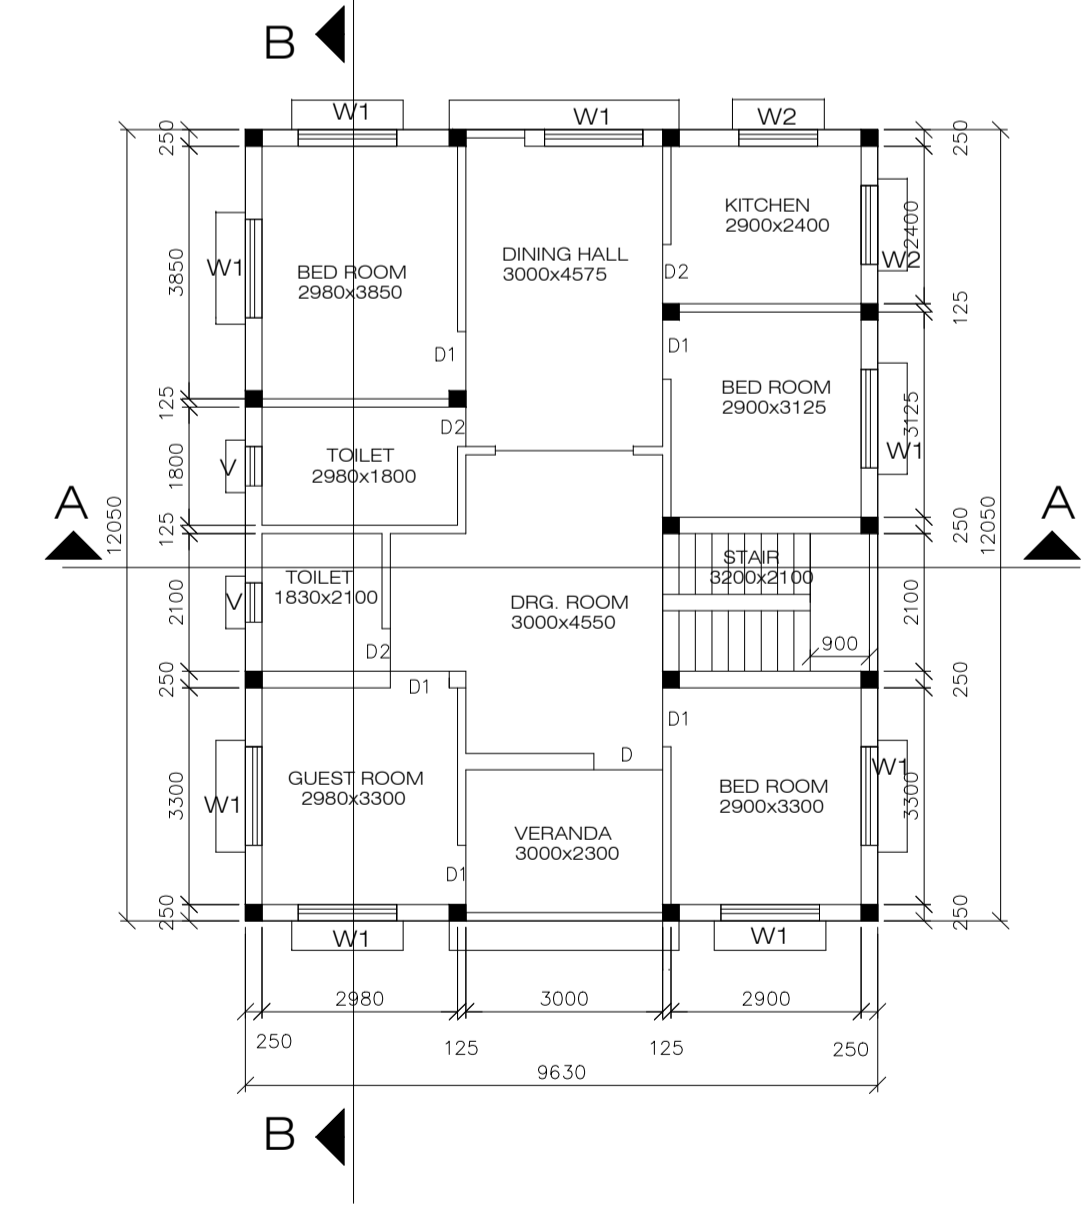 B
W1
W1
W2
250
250
KITCHEN
2900x2400
2400
W2
DINING HALL
3000x4575
D2
BED ROOM
2980x3850
W1
3850
125
D1
D1
BED ROOM
2900x3125
3125
W1
125
D2
TOILET
2980x1800
V
1800
A
12050
125
250
12050
A
STAIR
3200x2100
TOILET
1830x2100
V
2100
DRG. ROOM
3000x4550
2100
900
D2
250
D1
250
D1
D
GUEST ROOM
2980x3300
W1
3300
BED ROOM
2900x3300
W1
3300
VERANDA
3000x2300
D1
250
250
W1
W1
2980
3000
2900
250
125
125
250
9630
B